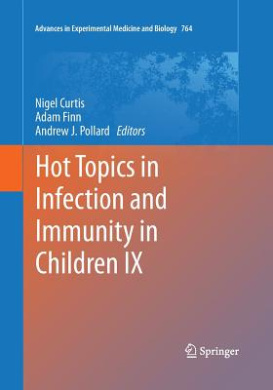 Advances in Experimental Medicine and Biology 764
Nigel Curtis
Adam Finn
Andrew J. Pollard Editors
Hot Topics in
Infection and
Immunity in
Children IX
Springer